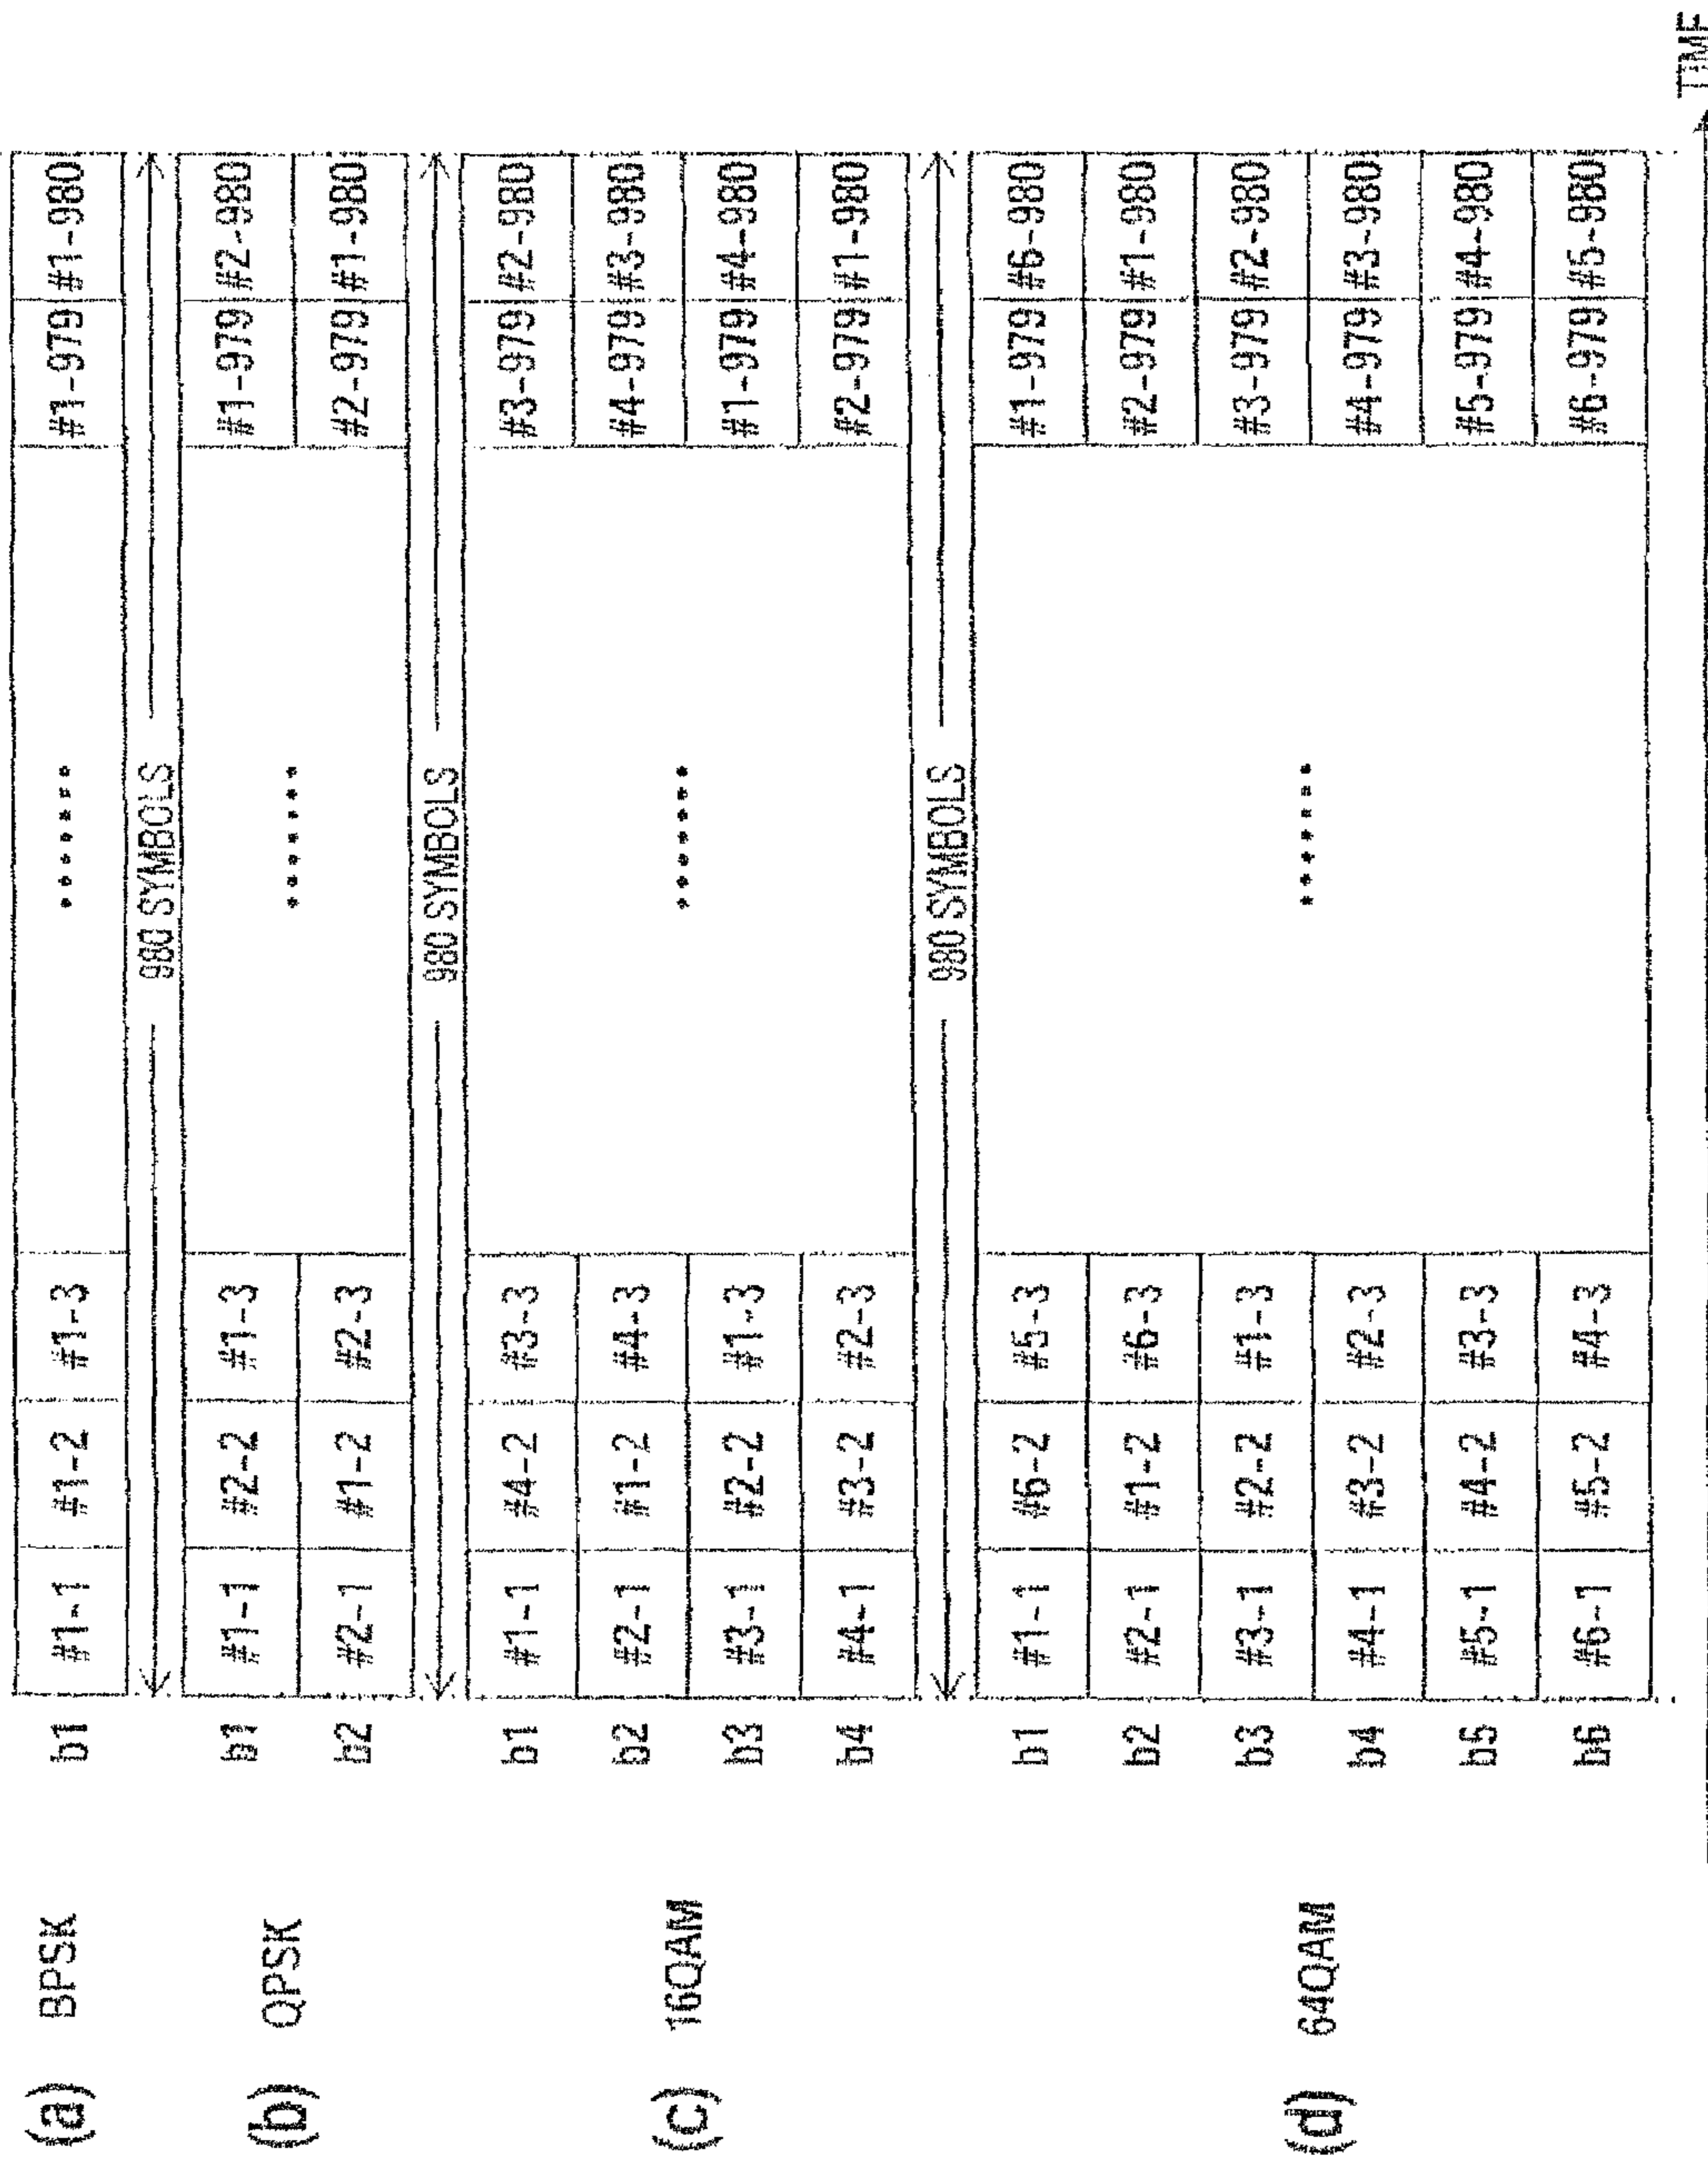 (a) BPSK b1 #1-1 #1-2 #1-3 ······· #1-979 #1-980
980 SYMBOLS
(b) QPSK
b1 #1-1 #2-2 #1-3 ······· #1-979 #2-980
b2 #2-1 #1-2 #2-3 #2-979 #1-980
980 SYMBOLS
(c) 16QAM
b1 #1-1 #4-2 #3-3 #3-979 #2-980
b2 #2-1 #1-2 #4-3 ······· #4-979 #3-980
b3 #3-1 #2-2 #1-3 #1-979 #4-980
b4 #4-1 #3-2 #2-3 #2-979 #1-980
980 SYMBOLS
(d) 64QAM
b1 #1-1 #6-2 #5-3 #1-979 #6-980
b2 #2-1 #1-2 #6-3 #2-979 #1-980
b3 #3-1 #2-2 #1-3 ······· #3-979 #2-980
b4 #4-1 #3-2 #2-3 #4-979 #3-980
b5 #5-1 #4-2 #3-3 #5-979 #4-980
b6 #6-1 #5-2 #4-3 #6-979 #5-980
TIME